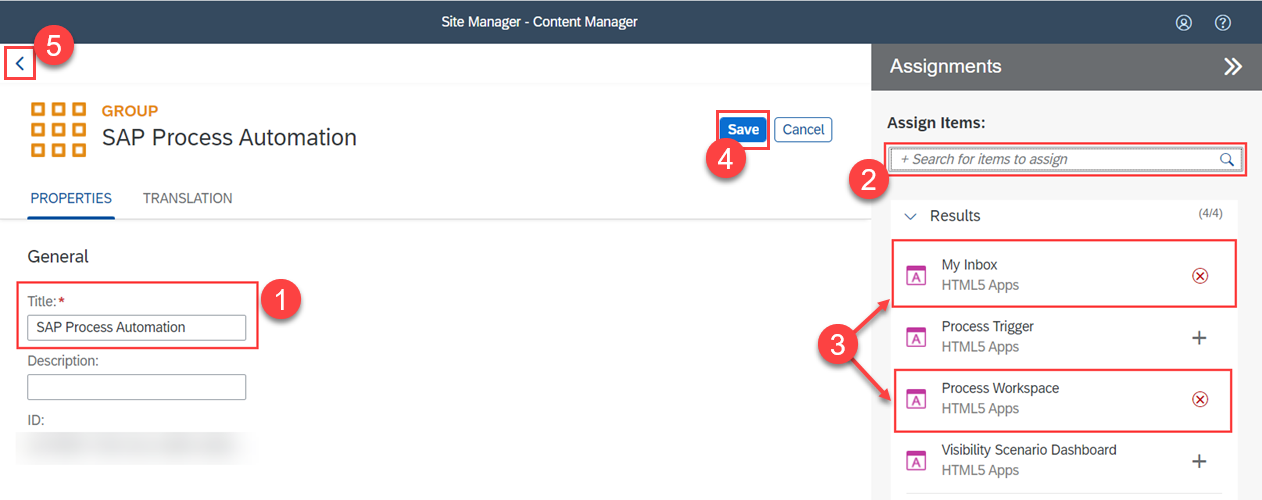 Site Manager - Content Manager
5
Assignments
GROUP
SAP Process Automation
Save
Cancel
4
PROPERTIES
TRANSLATION
General
1
Title:*
SAP Process Automation
Description:
ID:
Assign Items:
+ Search for items to assign
2
Results
(4/4)
My Inbox
HTML5 Apps
3
Process Trigger
HTML5 Apps
Process Workspace
HTML5 Apps
Visibility Scenario Dashboard
HTML5 Apps